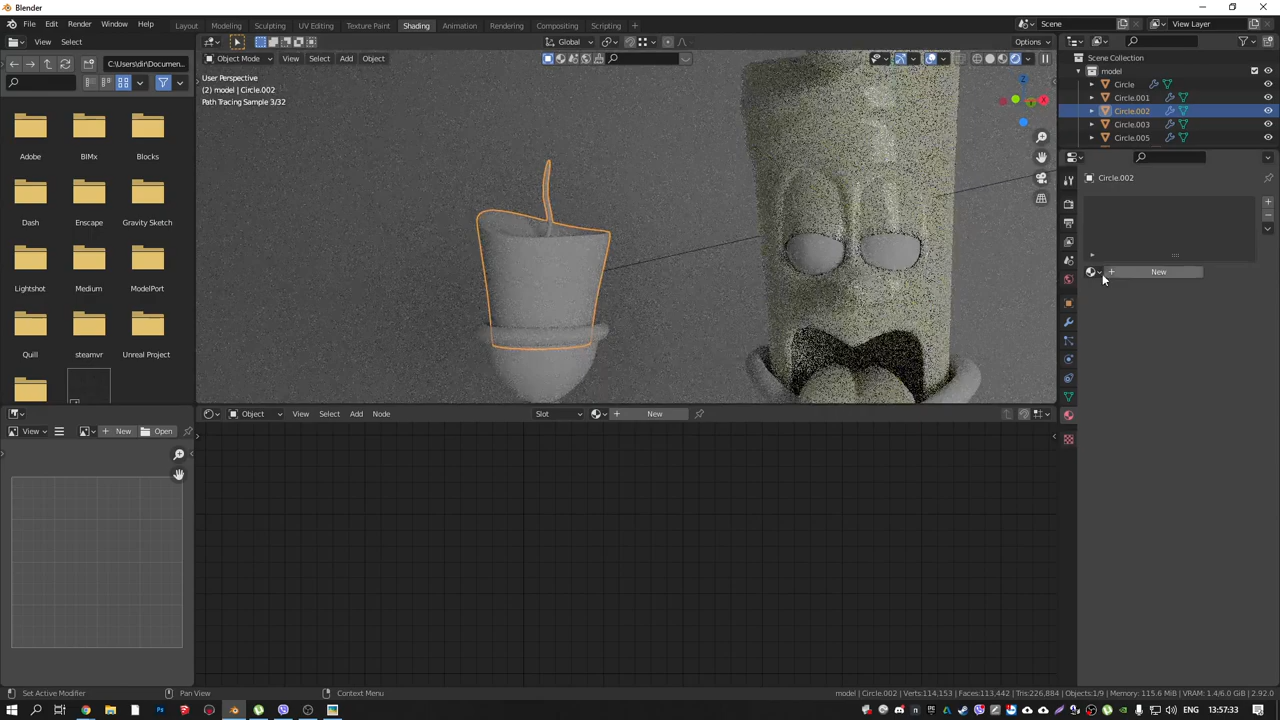 Blender
File Edit Render Window Help Layout Modeling Sculpting UV Editing Texture Paint Shading Animation Rendering Compositing Scripting Scene View Layer
View Select Global Options
C:\Users\dir\Documen... Object Mode View Select Add Object
User Perspective
(2) model | Circle.002
Path Tracing Sample 3/32
Scene Collection
model
Circle
Circle.001
Circle.002
Circle.003
Circle.005
Adobe BIMx Blocks
Dash Enscape Gravity Sketch
Lightshot Medium ModelPort
Quill steamvr Unreal Project
Z
Y
X
Circle.002
New
Object View Select Add Node Slot New
View New Open
Set Active Modifier Pan View Context Menu model | Circle.002 | Verts:114,153 | Faces:113,442 | Tris:226,884 | Objects:1/9 | Memory: 115.6 MiB | VRAM: 1.4/6.0 GiB | 2.92.0
ENG 13:57:33